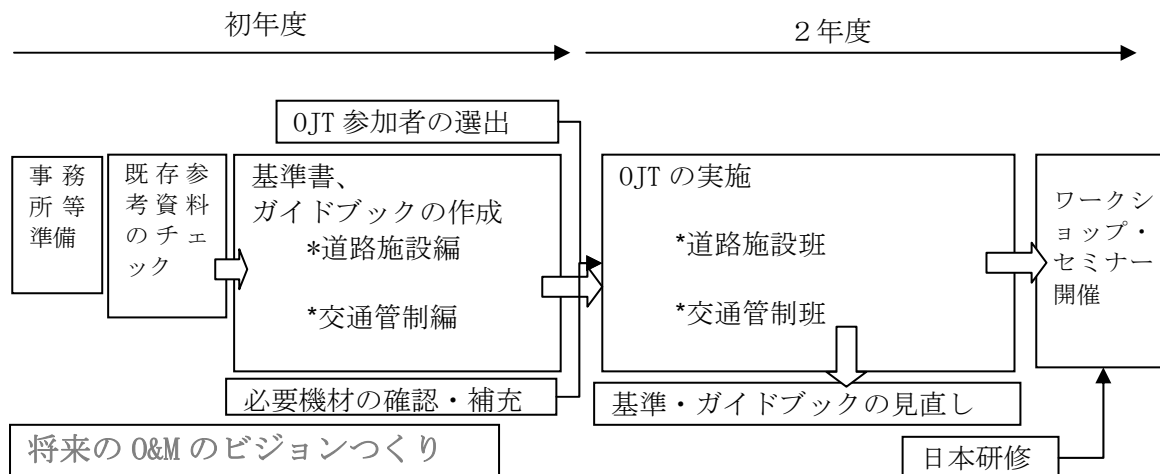 初年度
２年度
OJT 参加者の選出
事務
所等
準備
既存参
考資料
のチェ
ック
基準書、
ガイドブックの作成
*道路施設編
*交通管制編
OJT の実施
*道路施設班
*交通管制班
ワークシ
ョップ・
セミナー
開催
必要機材の確認・補充
基準・ガイドブックの見直し
将来の O&M のビジョンつくり
日本研修